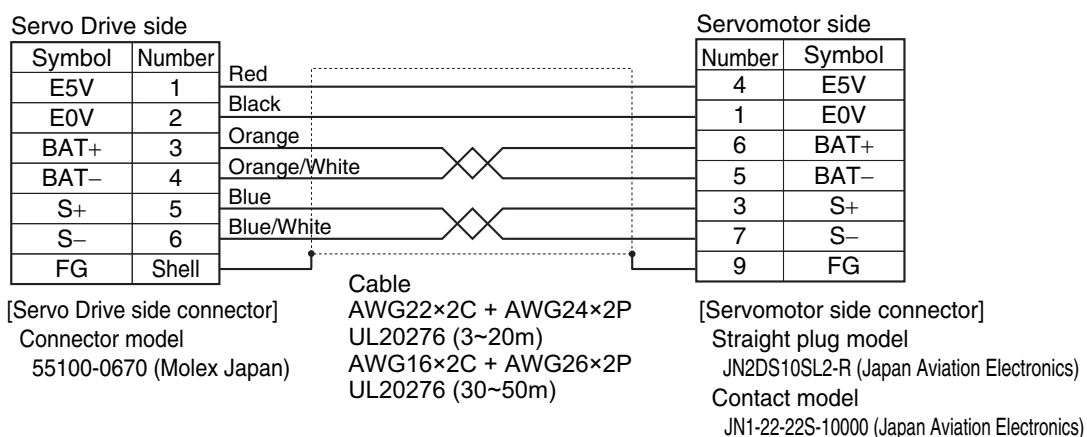 Servo Drive side
Servomotor side
Symbol Number
Number Symbol
E5V 1 Red 4 E5V
E0V 2 Black 1 E0V
BAT+ 3 Orange 6 BAT+
BAT− 4 Orange/White 5 BAT−
S+ 5 Blue 3 S+
S− 6 Blue/White 7 S−
FG Shell 9 FG
[Servo Drive side connector]
Connector model
55100-0670 (Molex Japan)
Cable
AWG22×2C + AWG24×2P
UL20276 (3~20m)
AWG16×2C + AWG26×2P
UL20276 (30~50m)
[Servomotor side connector]
Straight plug model
JN2DS10SL2-R (Japan Aviation Electronics)
Contact model
JN1-22-22S-10000 (Japan Aviation Electronics)